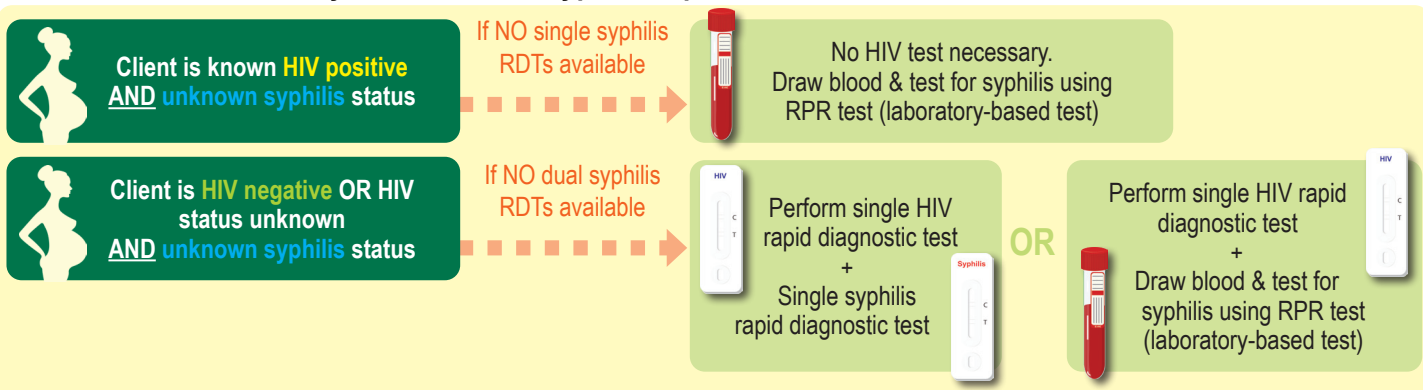 Client is known HIV positive
AND unknown syphilis status
If NO single syphilis
RDTs available
No HIV test necessary.
Draw blood & test for syphilis using
RPR test (laboratory-based test)
Client is HIV negative OR HIV
status unknown
AND unknown syphilis status
If NO dual syphilis
RDTs available
HIV
C
T
Perform single HIV
rapid diagnostic test
+
Single syphilis
rapid diagnostic test
Syphilis
C
T
OR
Perform single HIV rapid
diagnostic test
+
Draw blood & test for
syphilis using RPR test
(laboratory-based test)
HIV
C
T